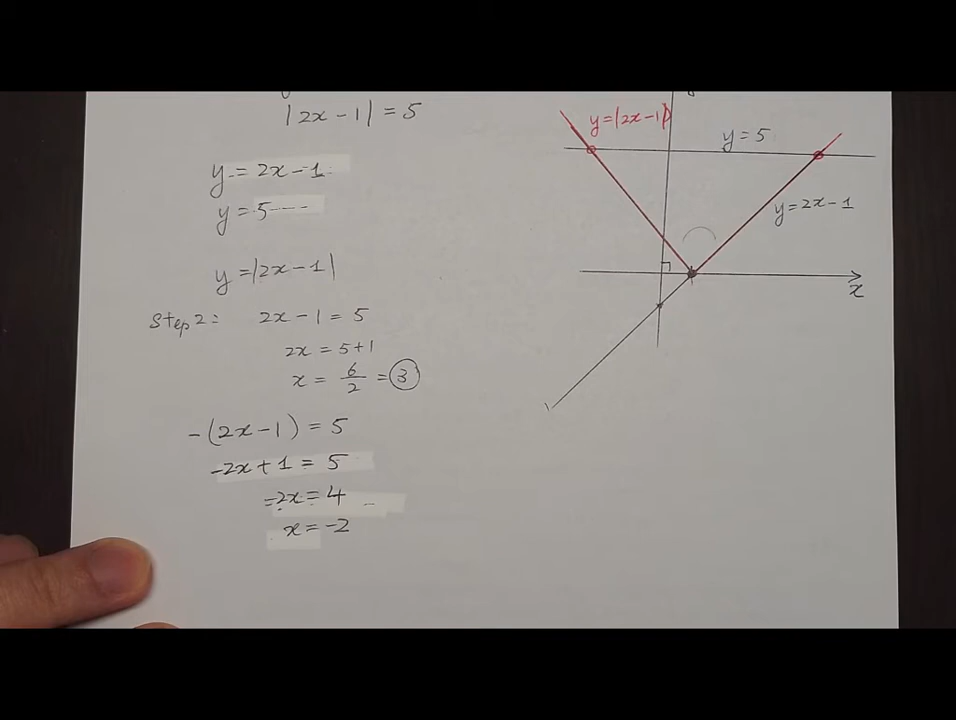 |2x-1| = 5
y = 2x-1
y = 5
y = |2x-1|
Step 2: 2x-1 = 5
2x = 5+1
x = 6/2 = 3
-(2x-1) = 5
-2x+1 = 5
-2x = 4
x = -2
y=|2x-1|
y = 5
y = 2x-1
x